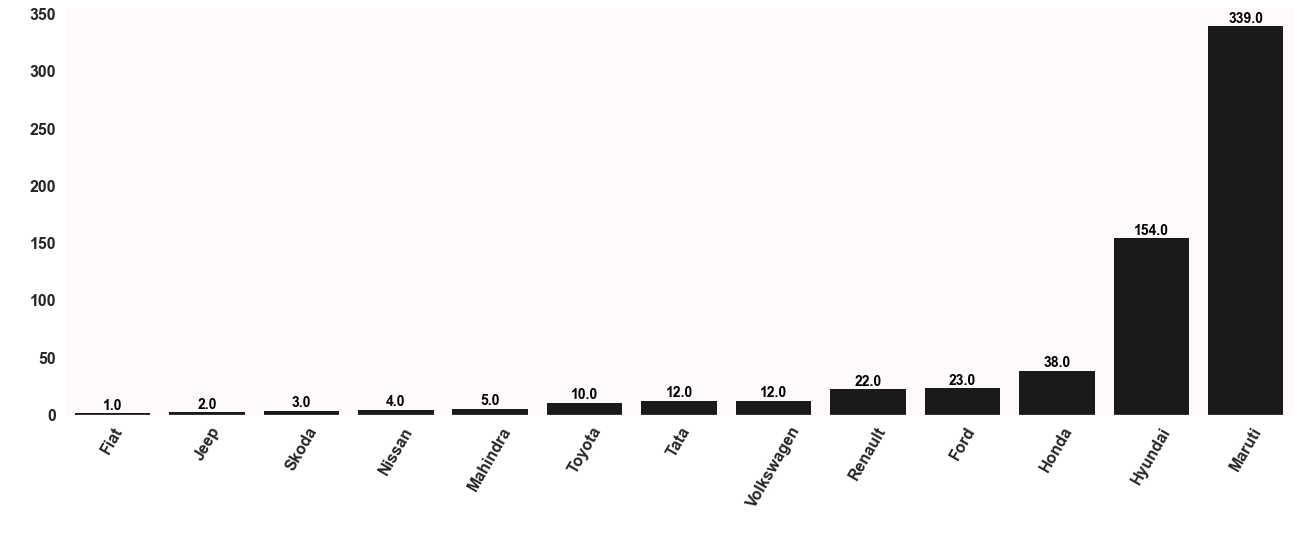 350
300
250
200
150
100
50
0
1.0
2.0
3.0
4.0
5.0
10.0
12.0
12.0
22.0
23.0
38.0
154.0
339.0
Fiat
Jeep
Skoda
Nissan
Mahindra
Toyota
Tata
Volkswagen
Renault
Ford
Honda
Hyundai
Maruti